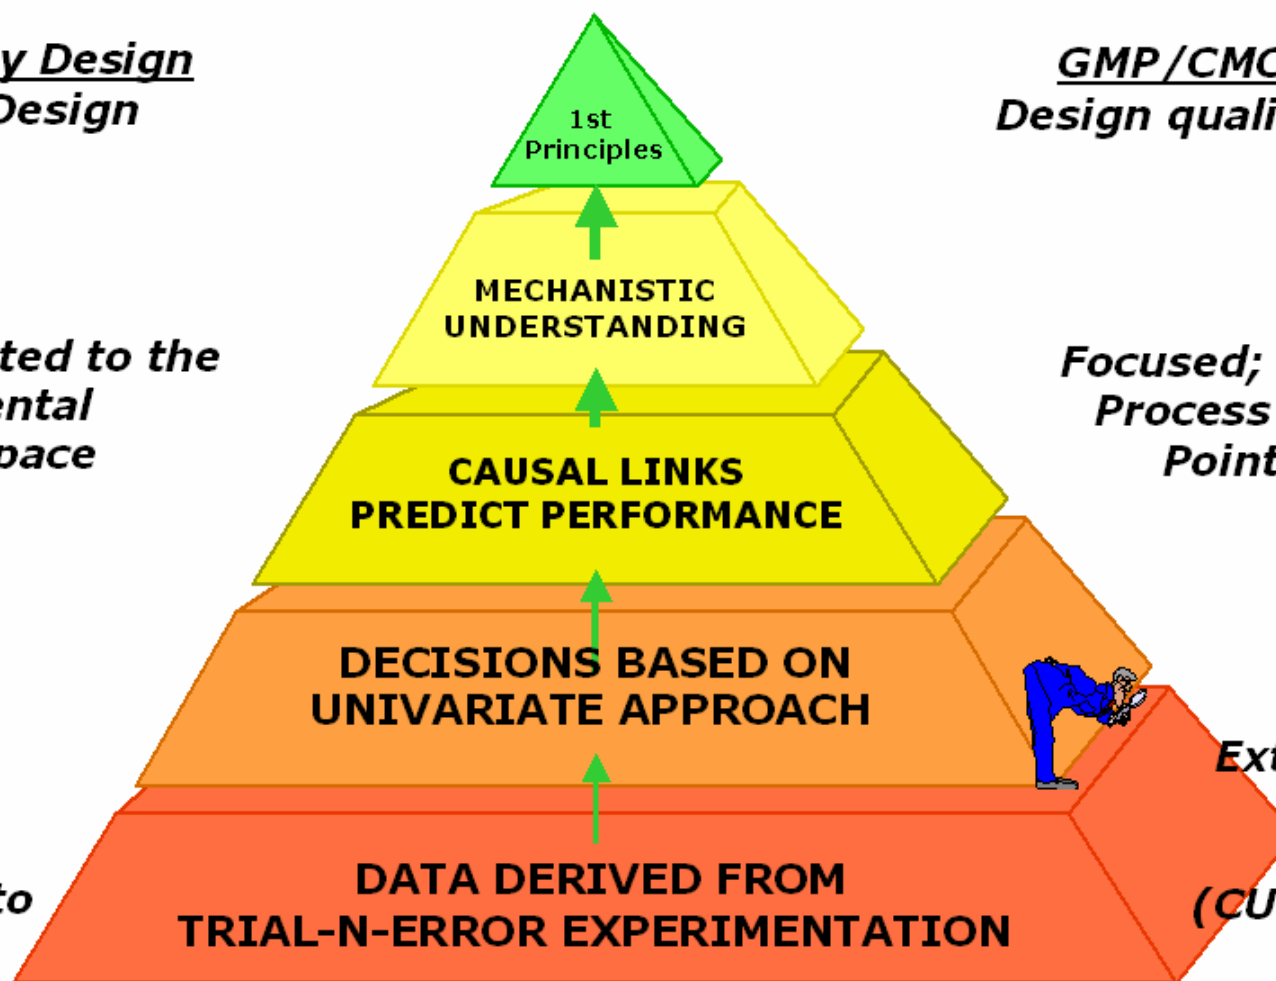 y Design
Design
GMP/CMC
Design quali
1st
Principles
MECHANISTIC
UNDERSTANDING
ted to the
ental
pace
Focused;
Process
Point
CAUSAL LINKS
PREDICT PERFORMANCE
DECISIONS BASED ON
UNIVARIATE APPROACH
Ext
DATA DERIVED FROM
TRIAL-N-ERROR EXPERIMENTATION
to
(CU